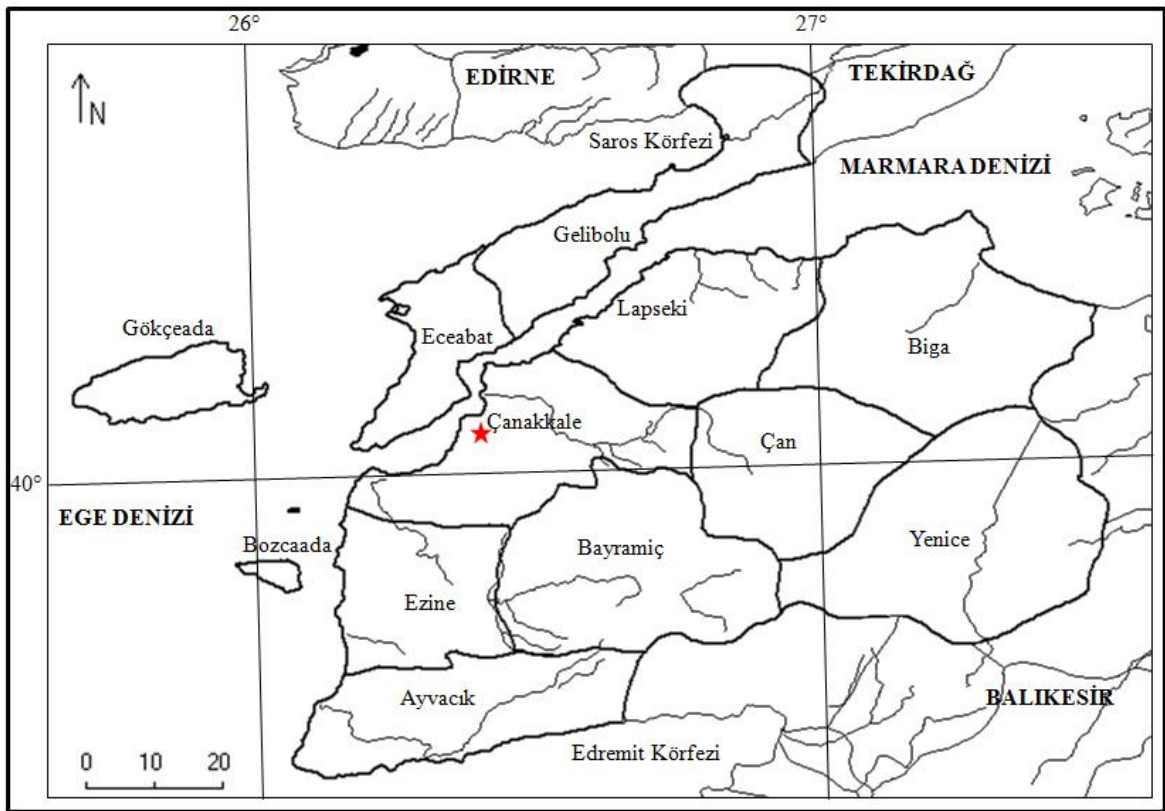 26°
27°
N
EDİRNE
TEKİRDAĞ
Saros Körfezi
MARMARA DENİZİ
Gelibolu
Lapseki
Gökçeada
Eceabat
Biga
Çanakkale
Çan
40°
EGE DENİZİ
Bozcaada
Bayramiç
Yenice
Ezine
Ayvacık
BALIKESİR
Edremit Körfezi
0 10 20